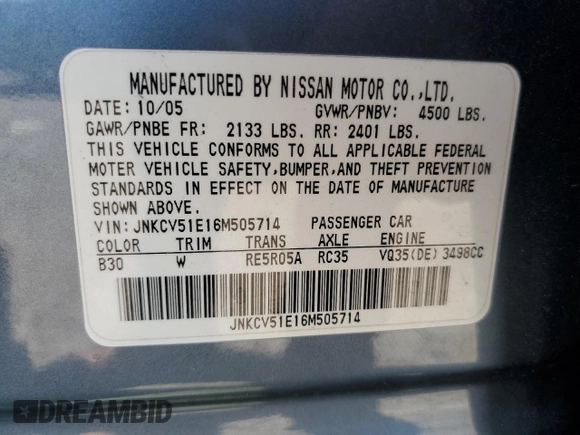 MANUFACTURED BY NISSAN MOTOR CO.,LTD.
DATE: 10/05 GVWR/PNBV: 4500 LBS.
GAWR/PNBE FR: 2133 LBS. RR: 2401 LBS.
THIS VEHICLE CONFORMS TO ALL APPLICABLE FEDERAL
MOTOR VEHICLE SAFETY,BUMPER,AND THEFT PREVENTION
STANDARDS IN EFFECT ON THE DATE OF MANUFACTURE
SHOWN ABOVE.
VIN:JNKCV51E16M505714 PASSENGER CAR
COLOR TRIM TRANS AXLE ENGINE
B30 W RE5R05A RC35 VQ35(DE) 3498CC
JNKCV51E16M505714
DREAMBID